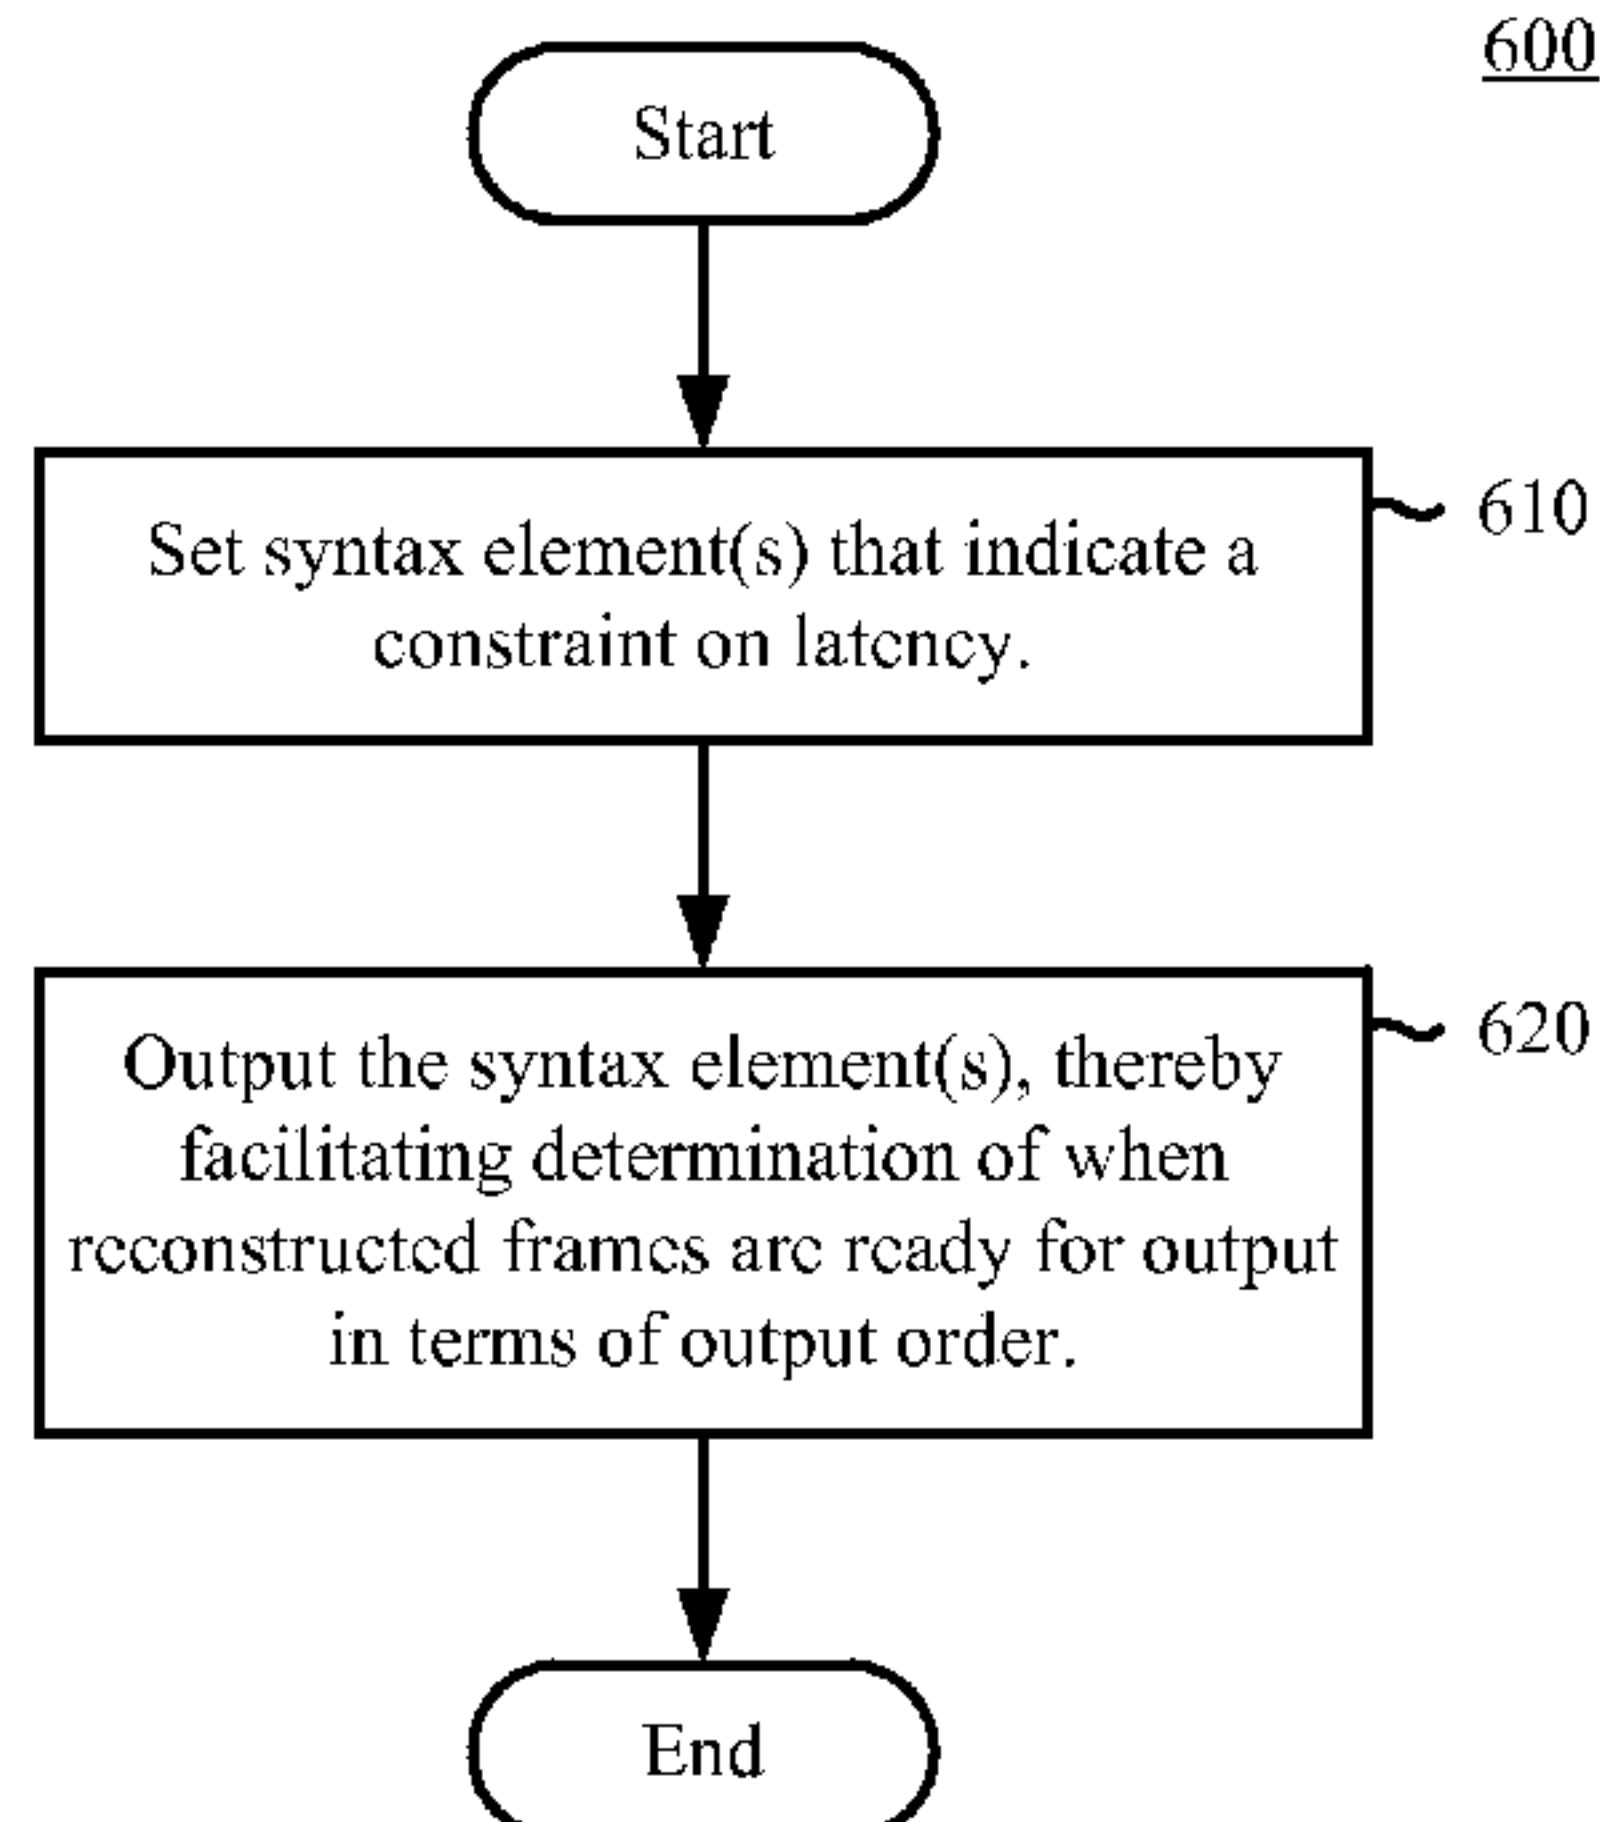 600
Start
610
Set syntax element(s) that indicate a
constraint on latency.
620
Output the syntax element(s), thereby
facilitating determination of when
reconstructed frames are ready for output
in terms of output order.
End